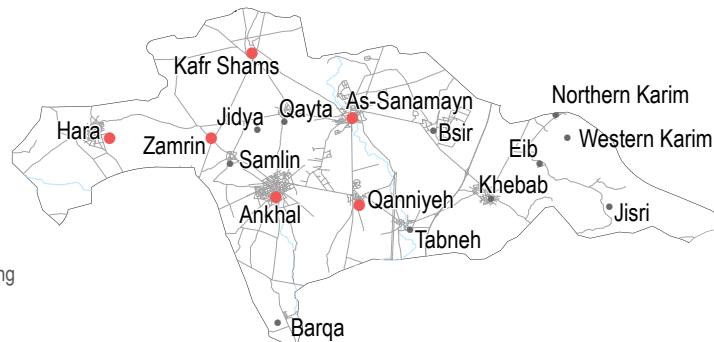 Kafr Shams
Northern Karim
As-Sanamayn
Qayta
Jidya
Hara
Zamrin
Bsir
Western Karim
Eib
Samlin
Khebab
Qanniyeh
Ankhal
Jisri
Tabneh
ng
Barqa